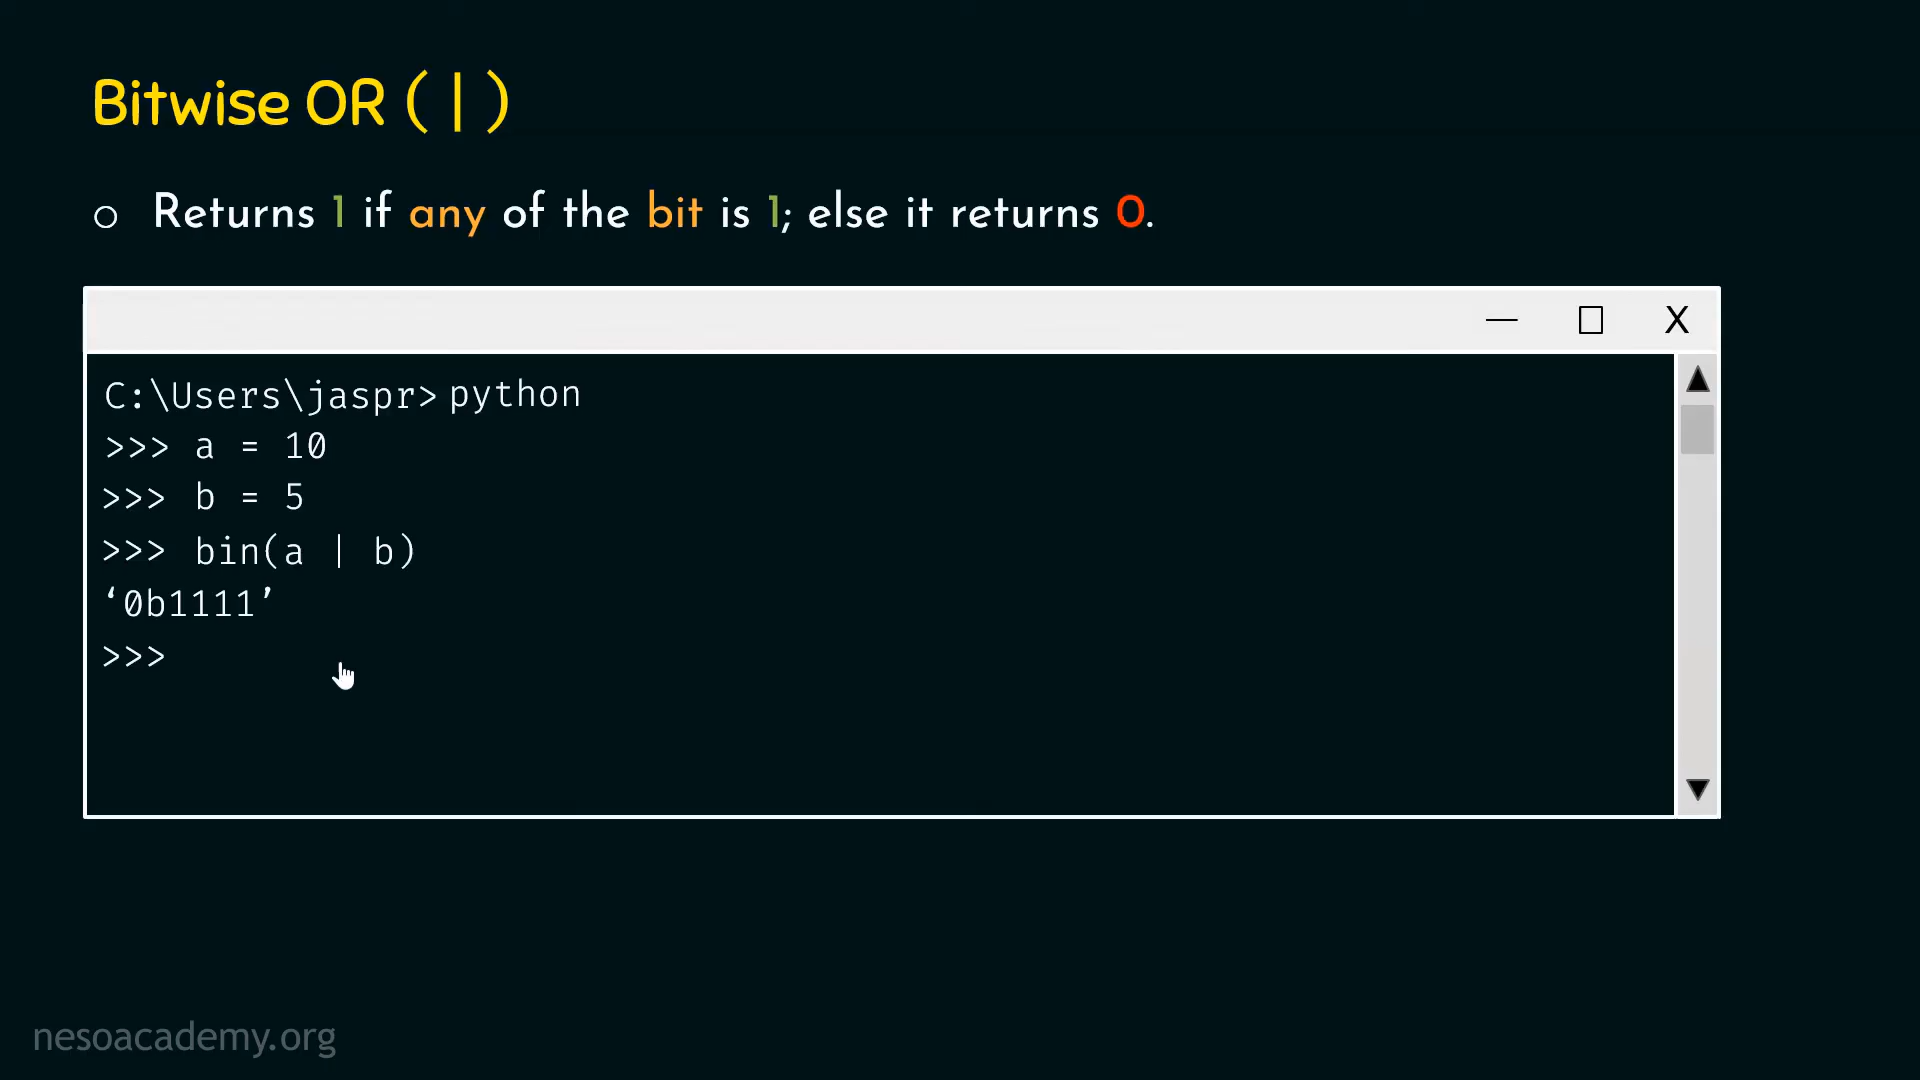 Bitwise OR ( | )
○ Returns 1 if any of the bit is 1; else it returns 0.
C:\Users\jaspr> python
>>> a = 10
>>> b = 5
>>> bin(a | b)
‘0b1111’
>>>
nesoacademy.org